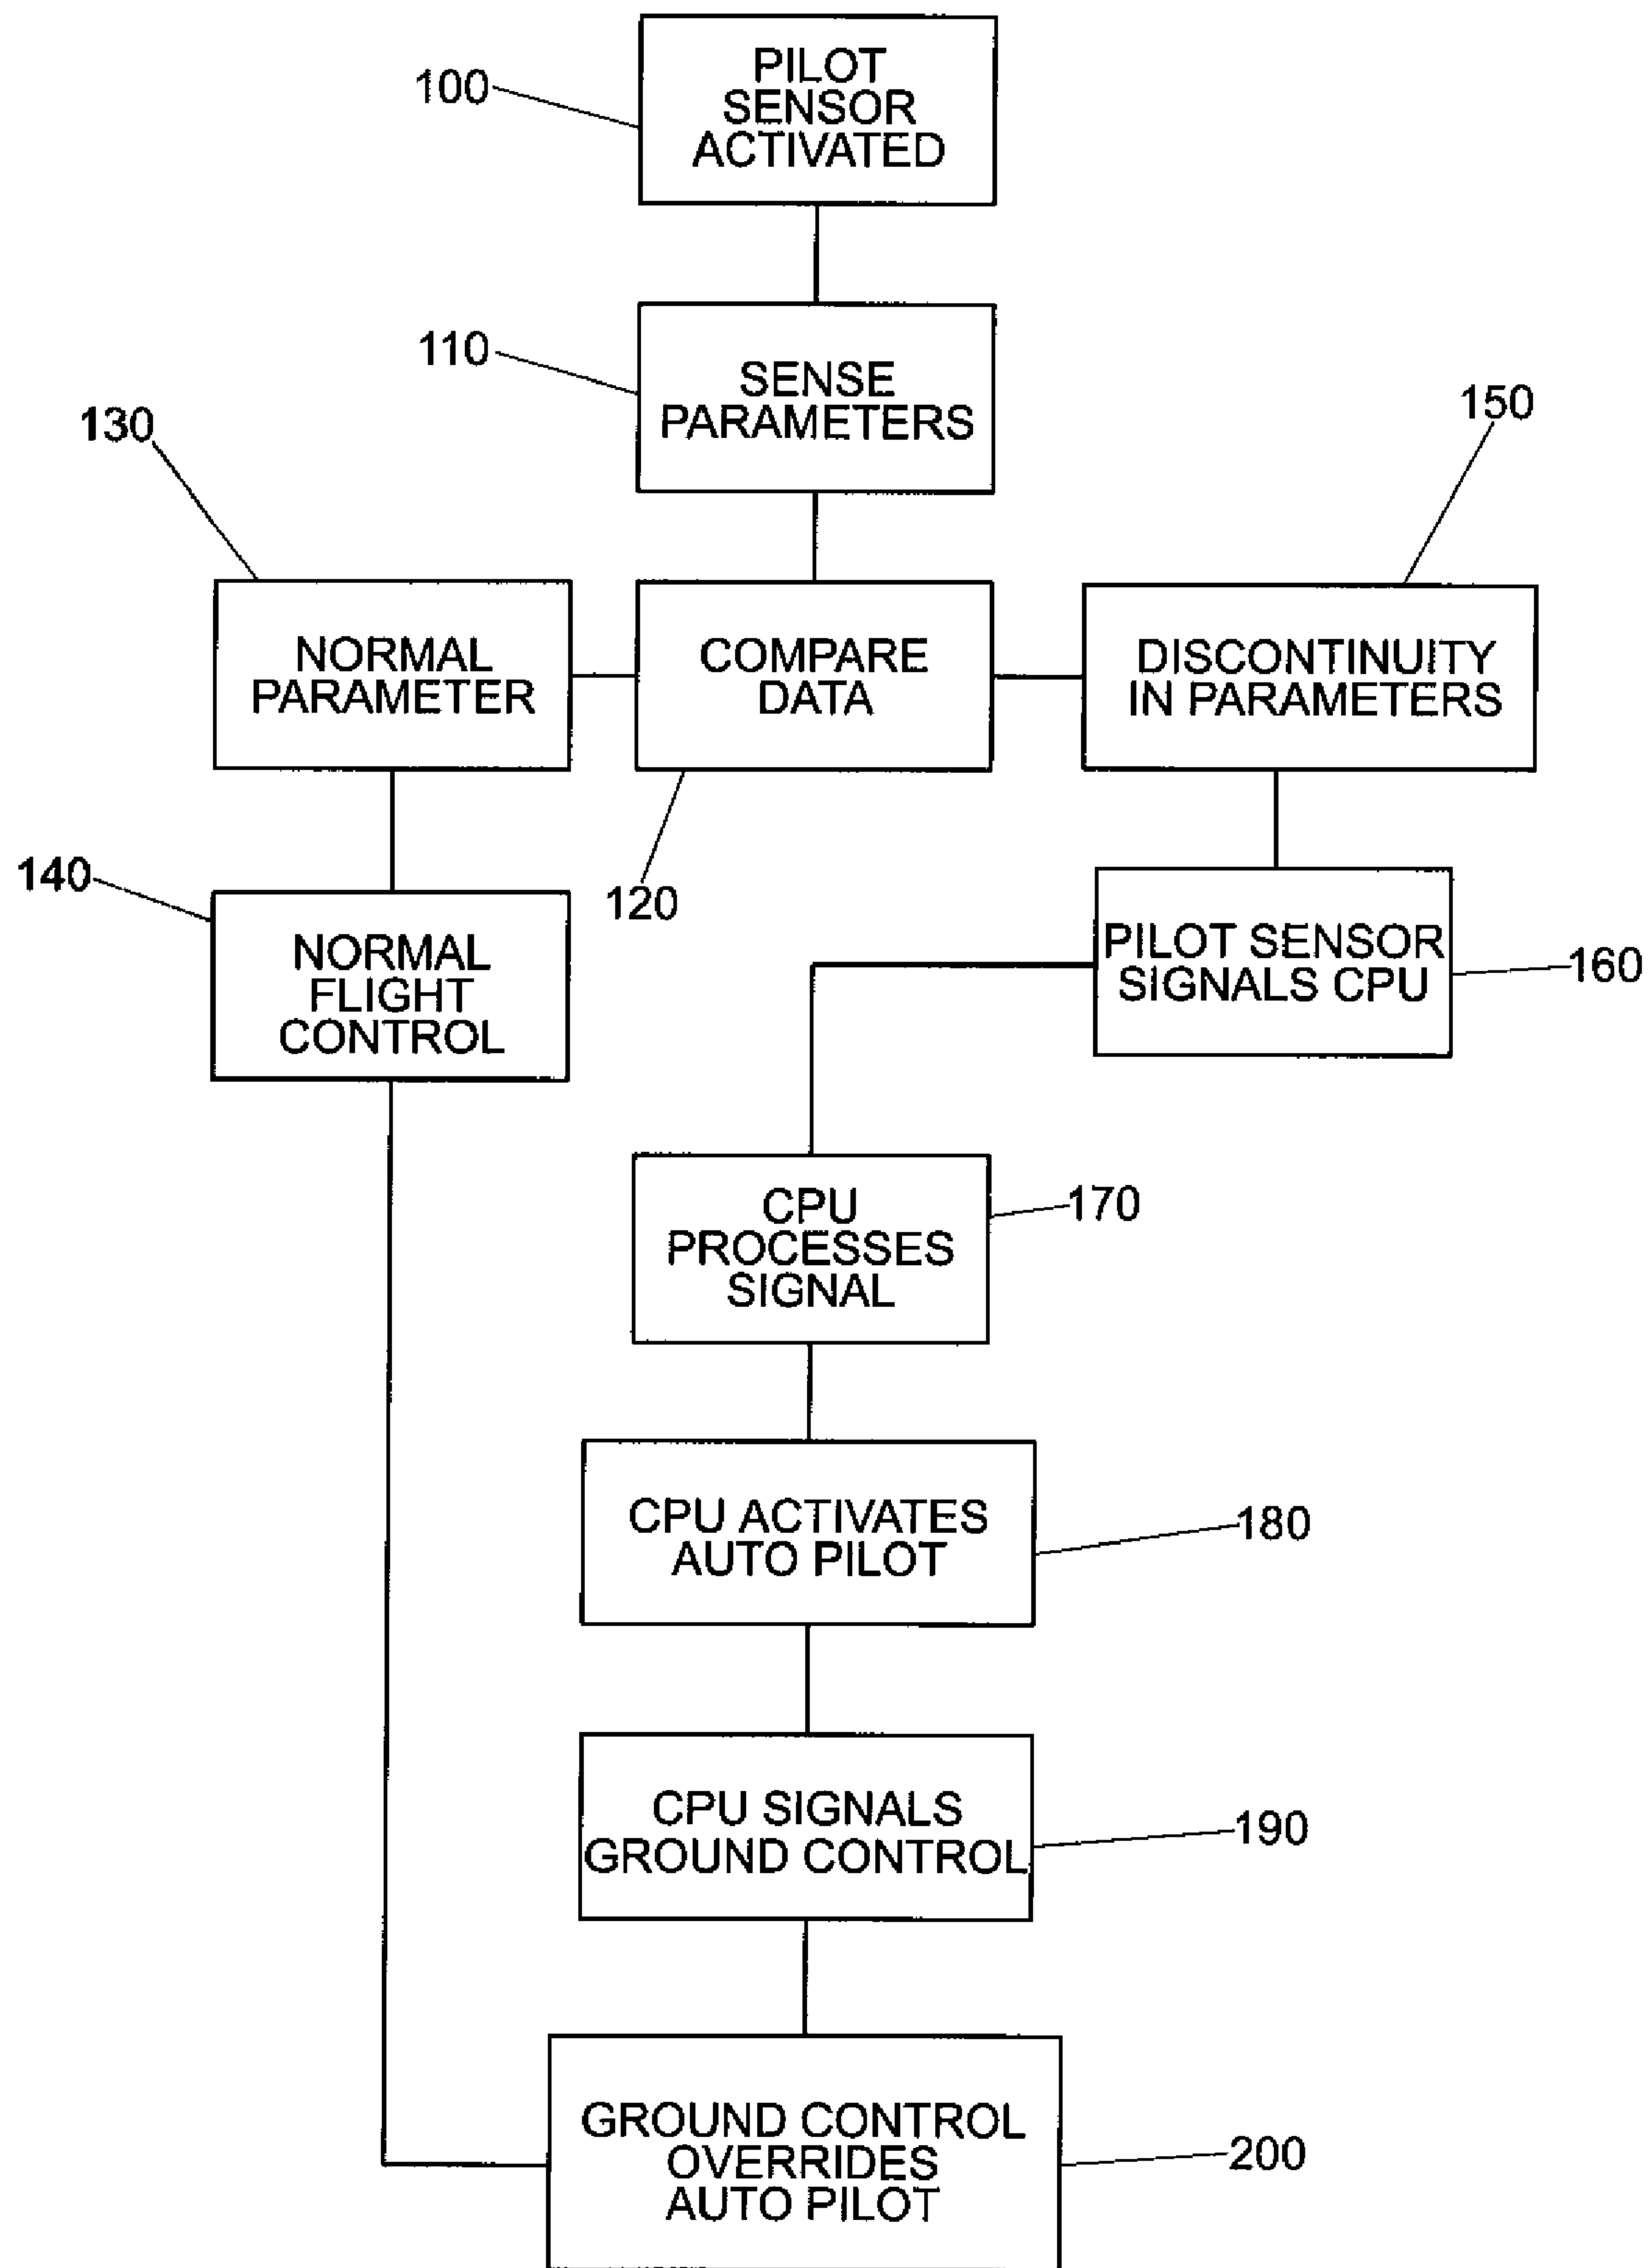 100
PILOT
SENSOR
ACTIVATED
110
SENSE
PARAMETERS
130
150
NORMAL
PARAMETER
COMPARE
DATA
DISCONTINUITY
IN PARAMETERS
140
120
NORMAL
FLIGHT
CONTROL
PILOT SENSOR
SIGNALS CPU
160
CPU
PROCESSES
SIGNAL
170
CPU ACTIVATES
AUTO PILOT
180
CPU SIGNALS
GROUND CONTROL
190
GROUND CONTROL
OVERRIDES
AUTO PILOT
200